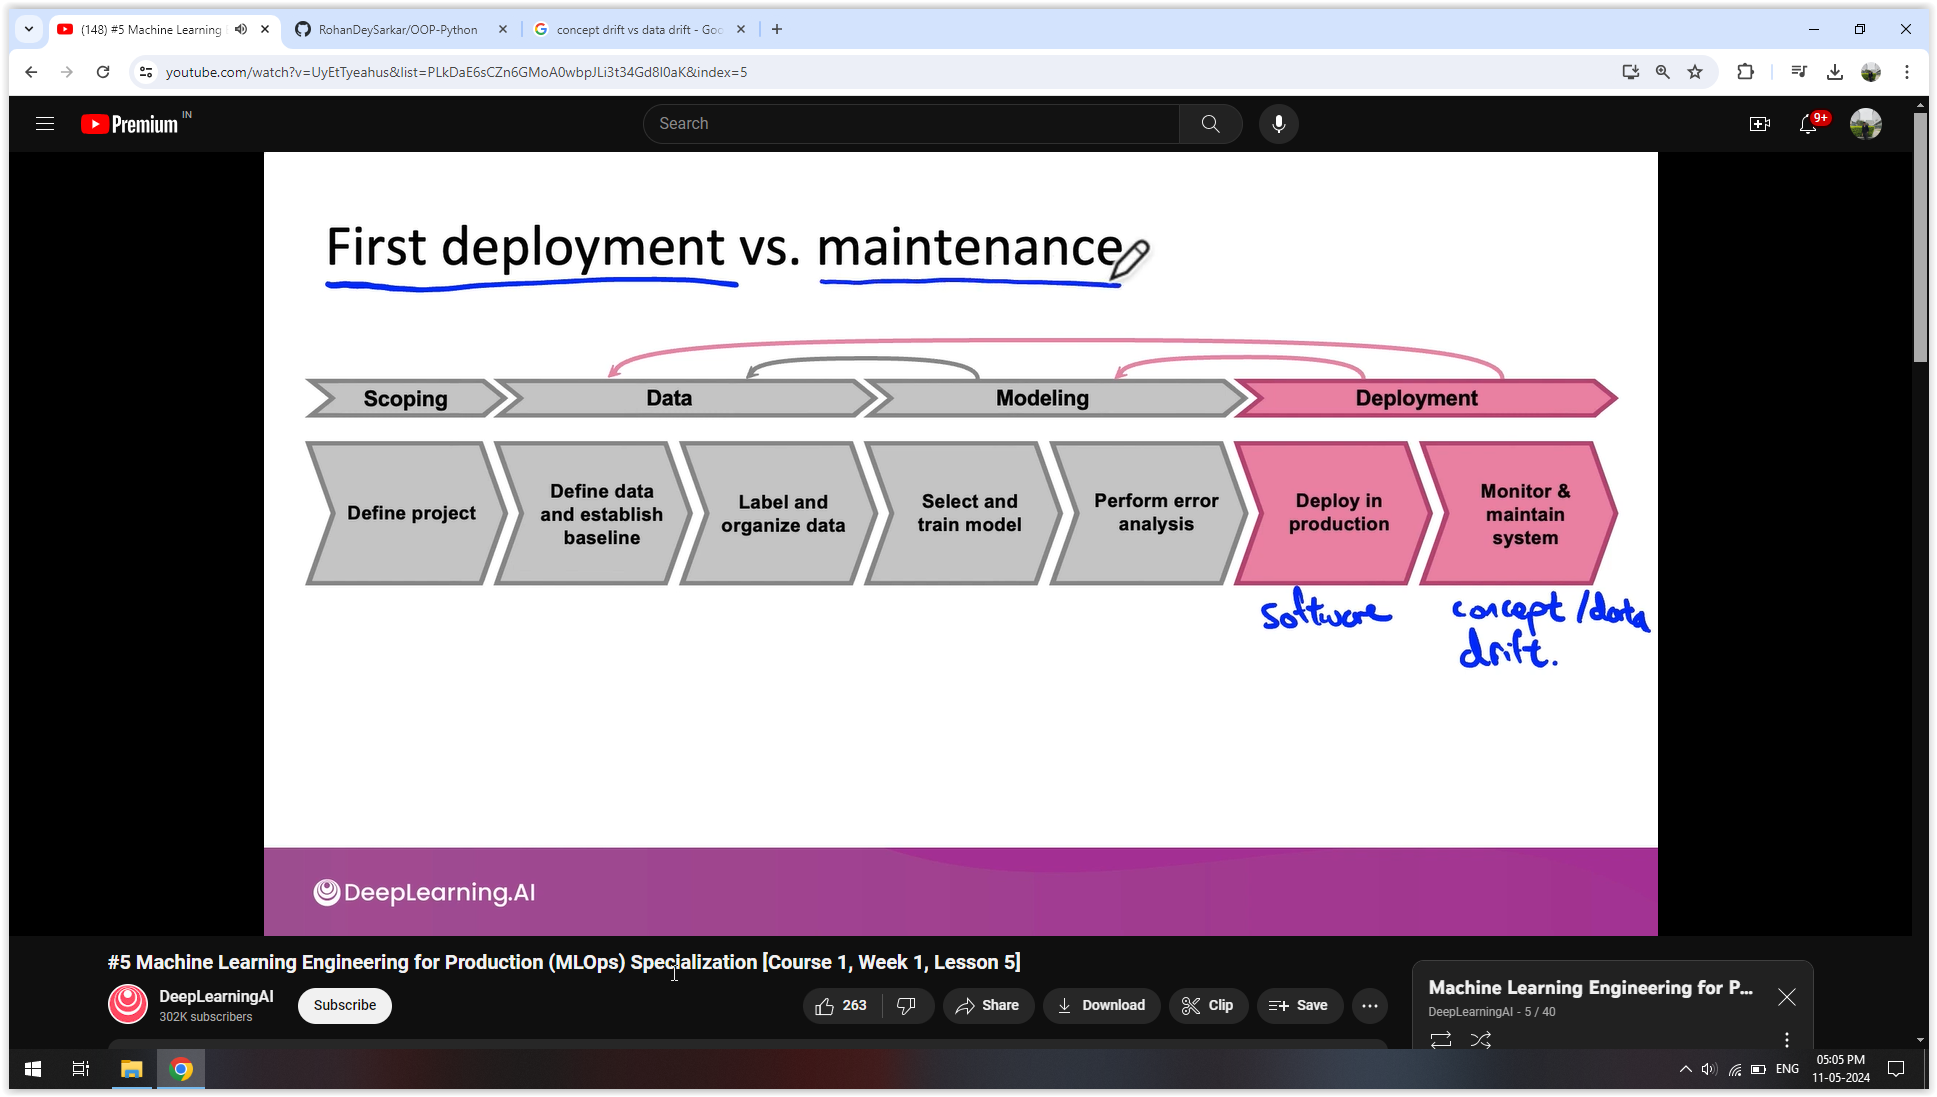 (148) #5 Machine Learning
RohanDeySarkar/OOP-Python
concept drift vs data drift - Goo
youtube.com/watch?v=UyEtTyeahus&list=PLkDaE6sCZn6GMoA0wbpJLi3t34Gd8l0aK&index=5
Premium IN
Search
9+
First deployment vs. maintenance
Scoping
Data
Modeling
Deployment
Define project
Define data
and establish
baseline
Label and
organize data
Select and
train model
Perform error
analysis
Deploy in
production
Monitor &
maintain
system
software
concept/data
drift.
DeepLearning.AI
#5 Machine Learning Engineering for Production (MLOps) Specialization [Course 1, Week 1, Lesson 5]
DeepLearningAI
302K subscribers
Subscribe
263
Share
Download
Clip
Save
Machine Learning Engineering for P...
DeepLearningAI - 5 / 40
ENG
05:05 PM
11-05-2024